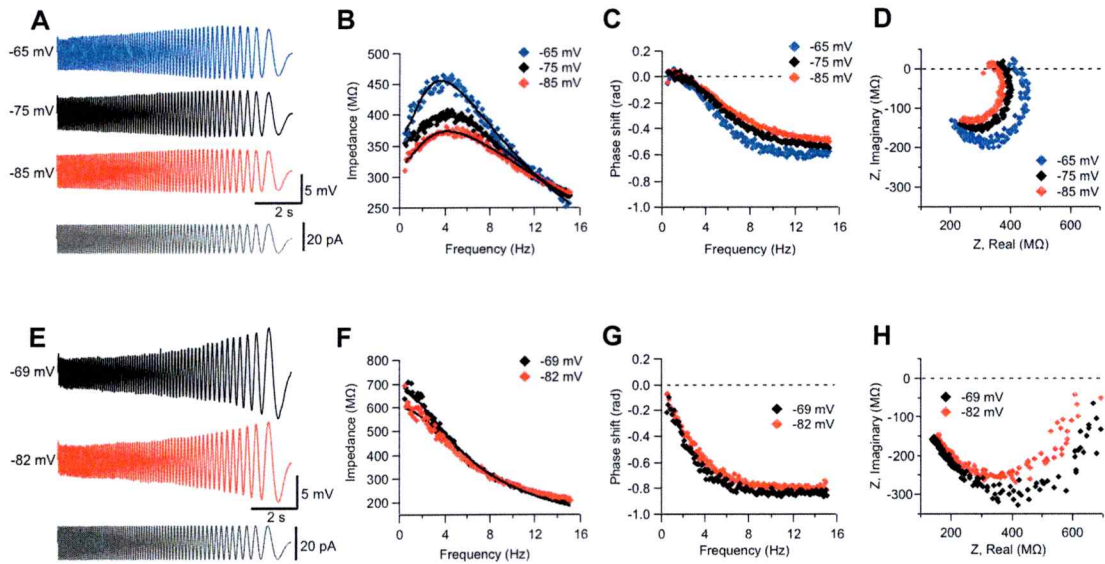 A
-65 mV
-75 mV
-85 mV
5 mV
2 s
20 pA
B
-65 mV
-75 mV
-85 mV
500
450
400
350
300
250
Impedance (MΩ)
0 4 8 12 16
Frequency (Hz)
C
-65 mV
-75 mV
-85 mV
0.2
0.0
-0.2
-0.4
-0.6
-0.8
-1.0
Phase shift (rad)
0 4 8 12 16
Frequency (Hz)
D
0
-100
-200
-300
Z, Imaginary (MΩ)
-65 mV
-75 mV
-85 mV
200 400 600
Z, Real (MΩ)
E
-69 mV
-82 mV
5 mV
2 s
20 pA
F
-69 mV
-82 mV
800
700
600
500
400
300
200
Impedance (MΩ)
0 4 8 12 16
Frequency (Hz)
G
0.2
0.0
-0.2
-0.4
-0.6
-0.8
-1.0
Phase shift (rad)
-69 mV
-82 mV
0 4 8 12 16
Frequency (Hz)
H
0
-100
-200
-300
Z, Imaginary (MΩ)
-69 mV
-82 mV
200 400 600
Z, Real (MΩ)